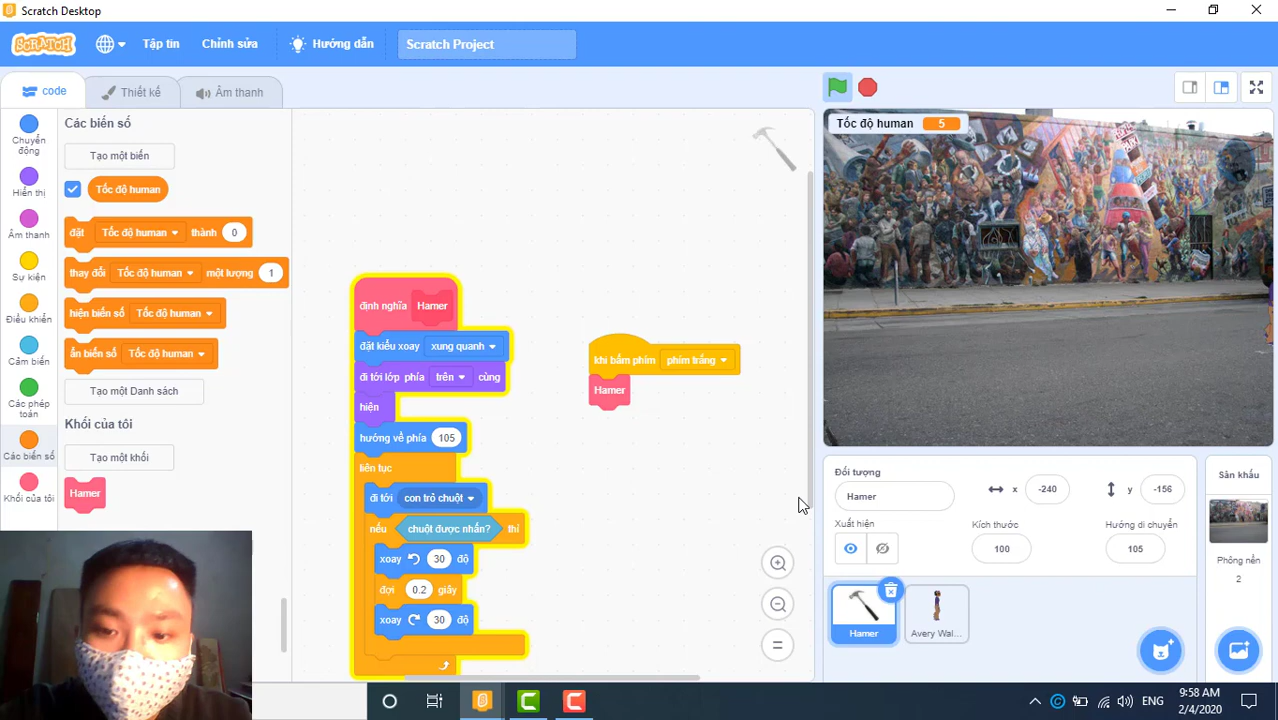 Scratch Desktop
SCRATCH
Tập tin
Chỉnh sửa
Hướng dẫn
Scratch Project
code
Thiết kế
Âm thanh
Chuyển động
Hiển thị
Âm thanh
Sự kiện
Điều khiển
Cảm biến
Các phép toán
Các biến số
Khối của tôi
Các biến số
Tạo một biến
Tốc độ human
đặt Tốc độ human thành 0
thay đổi Tốc độ human một lượng 1
hiện biến số Tốc độ human
ẩn biến số Tốc độ human
Tạo một Danh sách
Khối của tôi
Tạo một khối
Hamer
định nghĩa Hamer
đặt kiểu xoay xung quanh
đi tới lớp phía trên cùng
hiện
hướng về phía 105
liên tục
đi tới con trỏ chuột
nếu chuột được nhấn? thì
xoay 30 độ
đợi 0.2 giây
xoay 30 độ
khi bấm phím phím trắng
Hamer
Tốc độ human 5
Đối tượng
Hamer
x -240
y -156
Xuất hiện
Kích thước
100
Hướng di chuyển
105
Hamer
Avery Wal...
Sân khấu
Phông nền
2
ENG
9:58 AM
2/4/2020